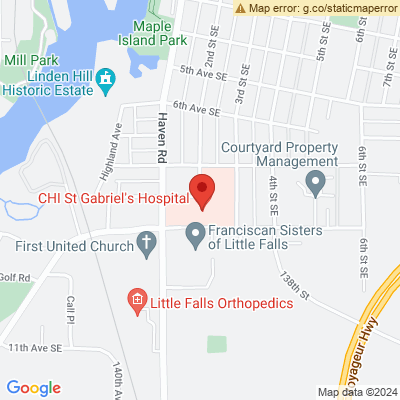 Map error: g.co/staticmaperror
Maple
Island Park
Mill Park
2nd St SE
3rd St SE
5th St SE
7th St SE
5th Ave SE
Linden Hill
Historic Estate
6th Ave SE
Highland Ave
Haven Rd
Courtyard Property
Management
4th St SE
6th St SE
CHI St Gabriel's Hospital
Franciscan Sisters
of Little Falls
First United Church
6th St SE
Golf Rd
138th St
Little Falls Orthopedics
Call Pl
11th Ave SE
140th Av
oyageur Hwy
Google
Map data ©2024